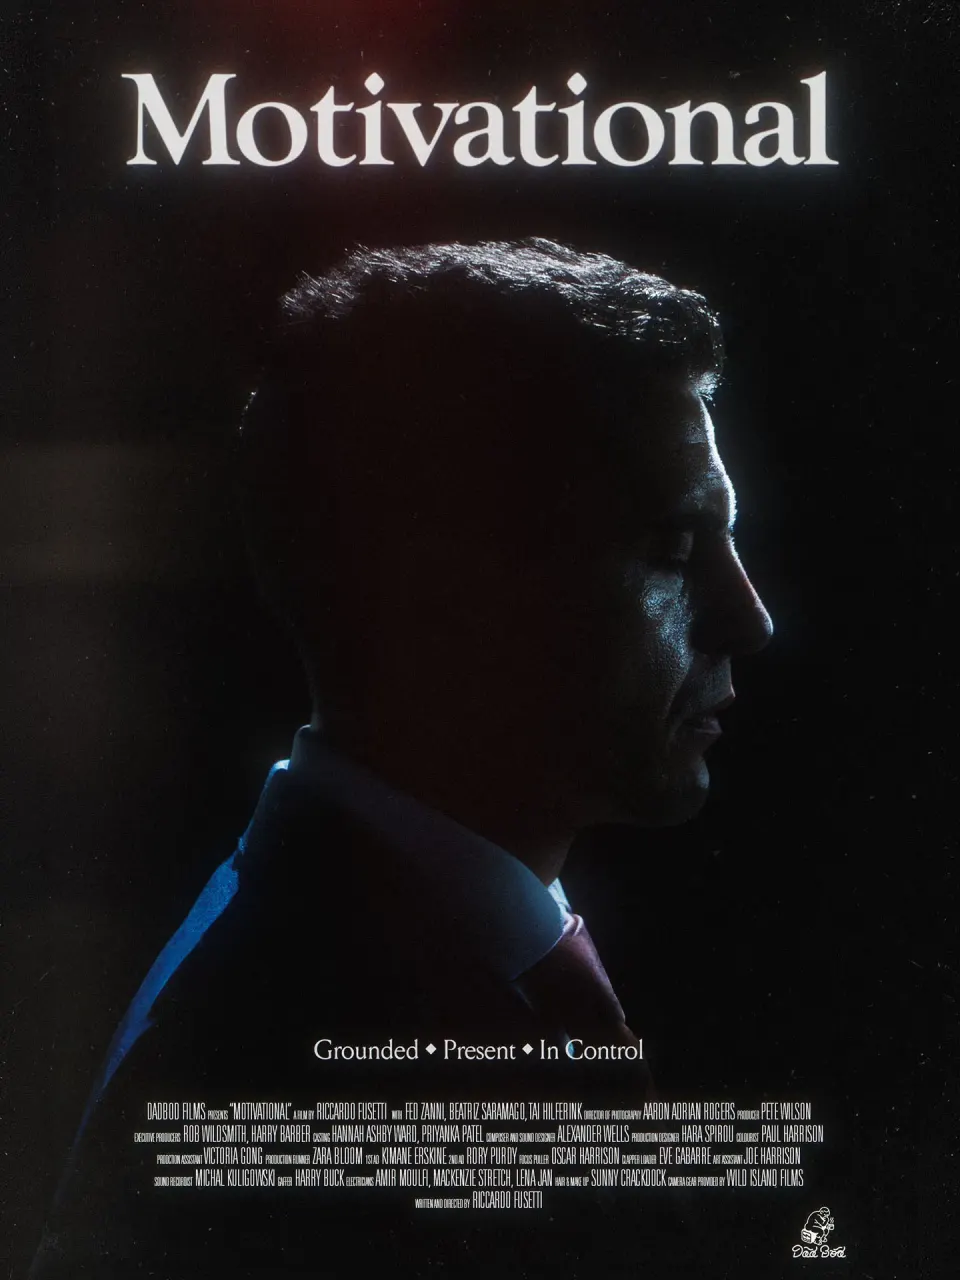 Motivational
Grounded ◆ Present ◆ In Control
DADBOD FILMS PRESENTS "MOTIVATIONAL" A FILM BY RICCARDO FUSETTI WITH FED ZANNI, BEATRIZ SARAMAGO, TAI HILFERINK DIRECTOR OF PHOTOGRAPHY AARON ADRIAN ROGERS PRODUCER PETE WILSON
EXECUTIVE PRODUCERS ROB WILDSMITH, HARRY BARBER CASTING HANNAH ASHBY WARD, PRIYANKA PATEL COMPOSER AND SOUND DESIGNER ALEXANDER WELLS PRODUCTION DESIGNER HARA SPIROU COLOURIST PAUL HARRISON
PRODUCTION ASSISTANT VICTORIA GONG PRODUCTION RUNNER ZARA BLOOM 1ST AD KIMANE ERSKINE 2ND AD RORY PURDY FOCUS PULLER OSCAR HARRISON CLAPPER LOADER EVE GABARRE ART ASSISTANT JOE HARRISON
SOUND RECORDIST MICHAL KULIGOWSKI GAFFER HARRY BUCK ELECTRICIANS AMIR MOULFI, MACKENZIE STRETCH, LENA JAN HAIR & MAKE UP SUNNY CRACKDOCK CAMERA GEAR PROVIDED BY WILD ISLAND FILMS
WRITTEN AND DIRECTED BY RICCARDO FUSETTI
Dad Bod